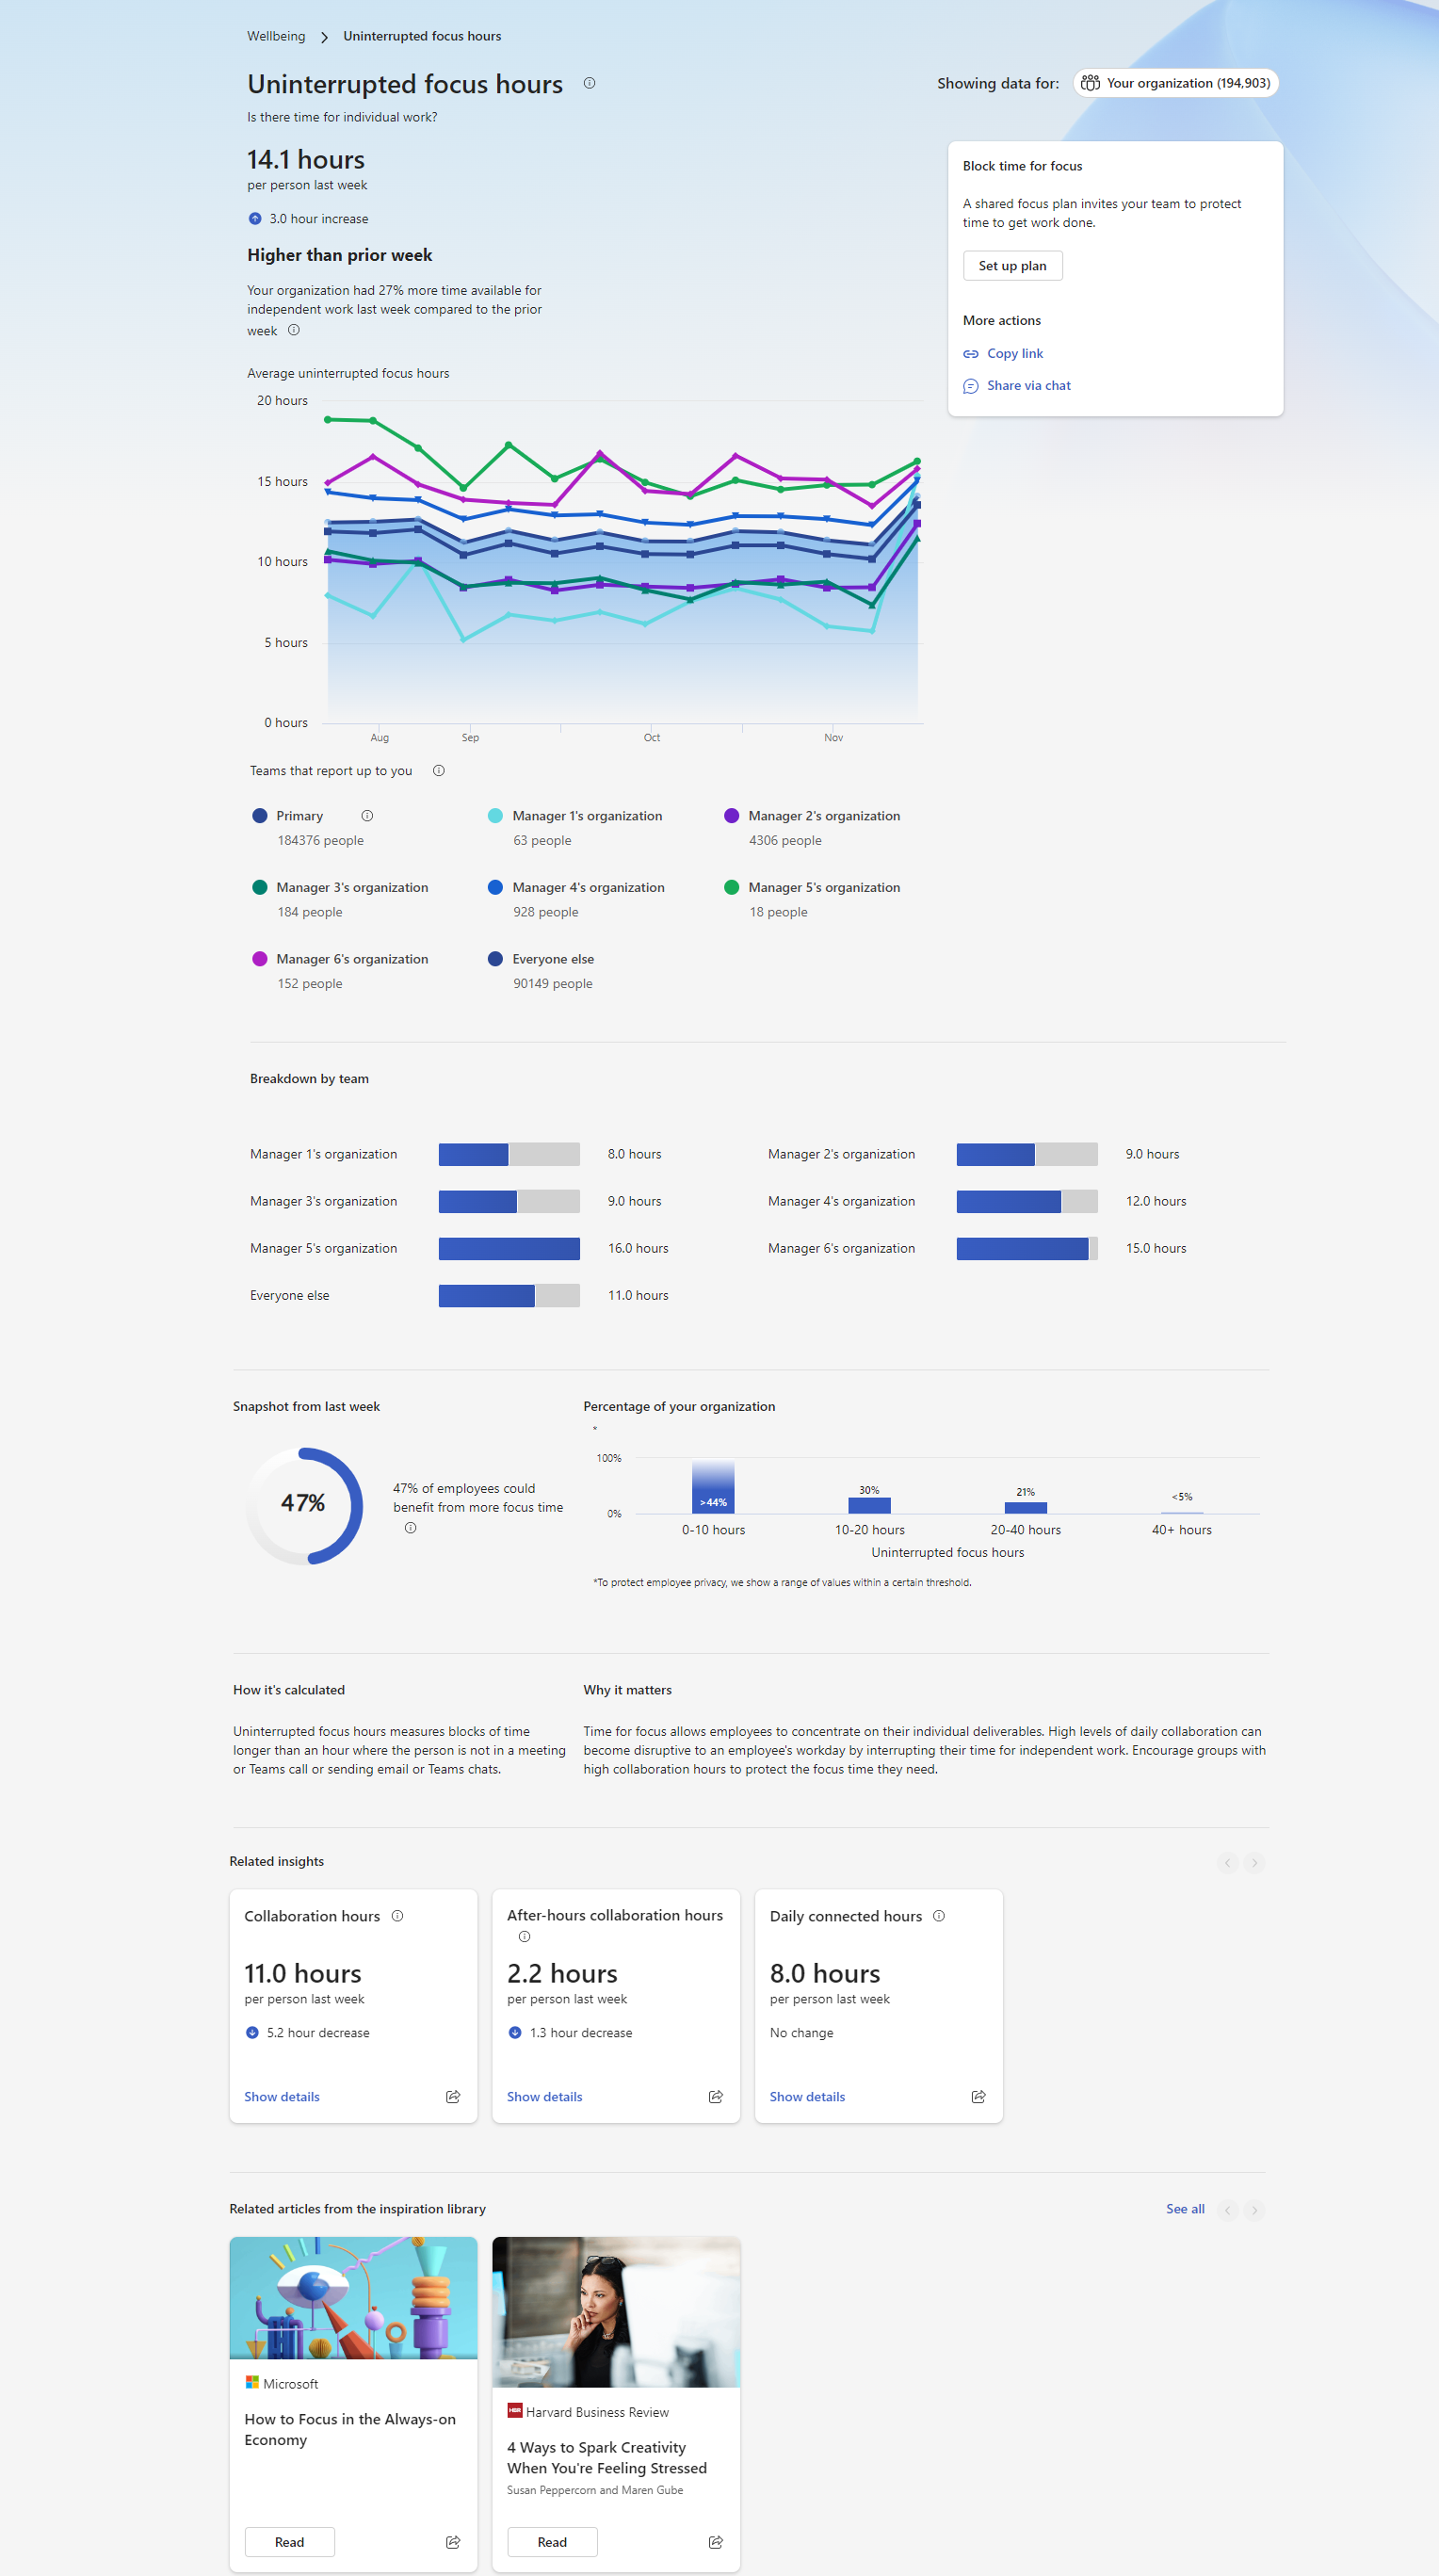 Wellbeing > Uninterrupted focus hours
Uninterrupted focus hours
Showing data for: Your organization (194,903)
Is there time for individual work?
14.1 hours
per person last week
3.0 hour increase
Higher than prior week
Your organization had 27% more time available for
independent work last week compared to the prior
week
Block time for focus
A shared focus plan invites your team to protect
time to get work done.
Set up plan
More actions
Copy link
Share via chat
Average uninterrupted focus hours
20 hours
15 hours
10 hours
5 hours
0 hours
Aug Sep Oct Nov
Teams that report up to you
Primary
184376 people
Manager 1's organization
63 people
Manager 2's organization
4306 people
Manager 3's organization
184 people
Manager 4's organization
928 people
Manager 5's organization
18 people
Manager 6's organization
152 people
Everyone else
90149 people
Breakdown by team
Manager 1's organization 8.0 hours
Manager 2's organization 9.0 hours
Manager 3's organization 9.0 hours
Manager 4's organization 12.0 hours
Manager 5's organization 16.0 hours
Manager 6's organization 15.0 hours
Everyone else 11.0 hours
Snapshot from last week
47%
47% of employees could
benefit from more focus time
Percentage of your organization
*
100%
0%
>44% 30% 21% <5%
0-10 hours 10-20 hours 20-40 hours 40+ hours
Uninterrupted focus hours
*To protect employee privacy, we show a range of values within a certain threshold.
How it's calculated
Uninterrupted focus hours measures blocks of time
longer than an hour where the person is not in a meeting
or Teams call or sending email or Teams chats.
Why it matters
Time for focus allows employees to concentrate on their individual deliverables. High levels of daily collaboration can
become disruptive to an employee's workday by interrupting their time for independent work. Encourage groups with
high collaboration hours to protect the focus time they need.
Related insights
Collaboration hours
11.0 hours
per person last week
5.2 hour decrease
Show details
After-hours collaboration hours
2.2 hours
per person last week
1.3 hour decrease
Show details
Daily connected hours
8.0 hours
per person last week
No change
Show details
Related articles from the inspiration library
See all
Microsoft
How to Focus in the Always-on
Economy
Read
HBR Harvard Business Review
4 Ways to Spark Creativity
When You're Feeling Stressed
Susan Peppercorn and Maren Gube
Read